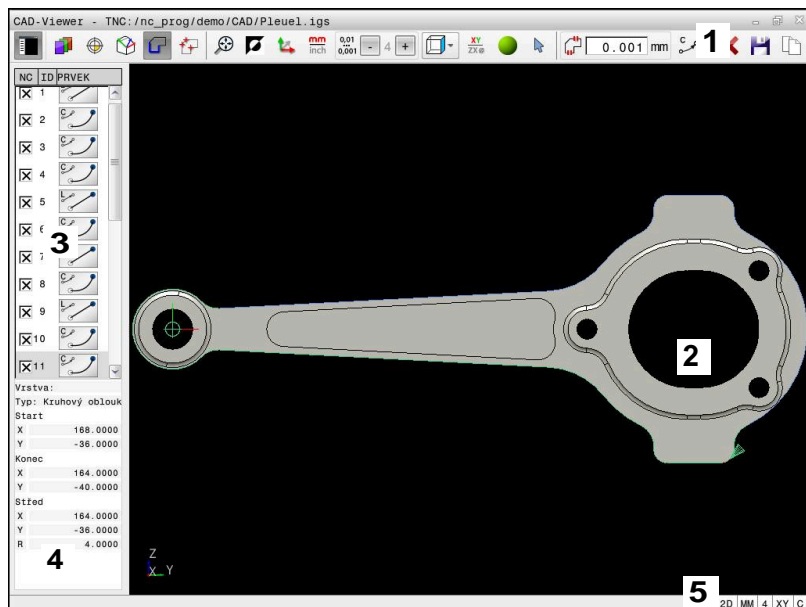 CAD-Viewer - TNC:/nc_prog/demo/CAD/Pleuel.igs
mm
inch
0,01
0,001
- 4 +
XY
ZXØ
0.001 mm
C
1
NC ID PRVEK
1
2 C
3 C
4 C
5 L
6 C
7
8 C
9 L
10 C
11 C
3
Vrstva:
Typ: Kruhový oblouk
Start
X 168.0000
Y -36.0000
Konec
X 164.0000
Y -40.0000
Střed
X 164.0000
Y -36.0000
R 4.0000
4
2
Z
X Y
5
2D MM 4 XY C